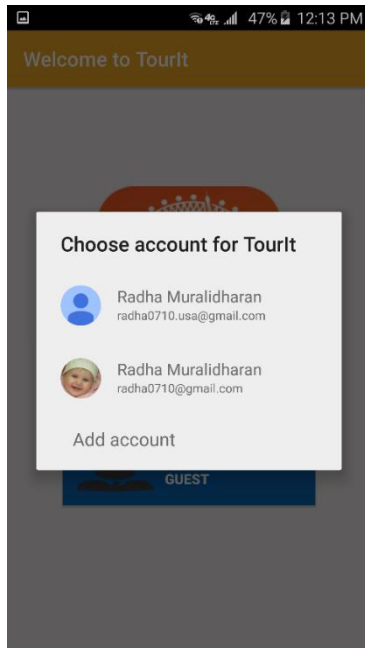 47% 12:13 PM
Welcome to TourIt
Choose account for TourIt
Radha Muralidharan
radha0710.usa@gmail.com
Radha Muralidharan
radha0710@gmail.com
Add account
GUEST